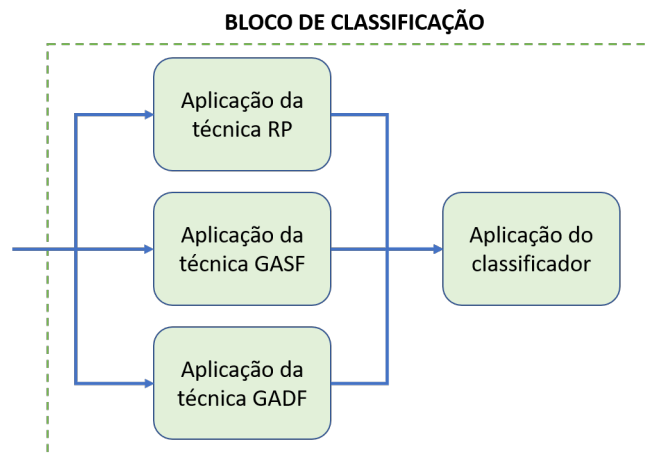 BLOCO DE CLASSIFICAÇÃO
Aplicação da
técnica RP
Aplicação da
técnica GASF
Aplicação do
classificador
Aplicação da
técnica GADF